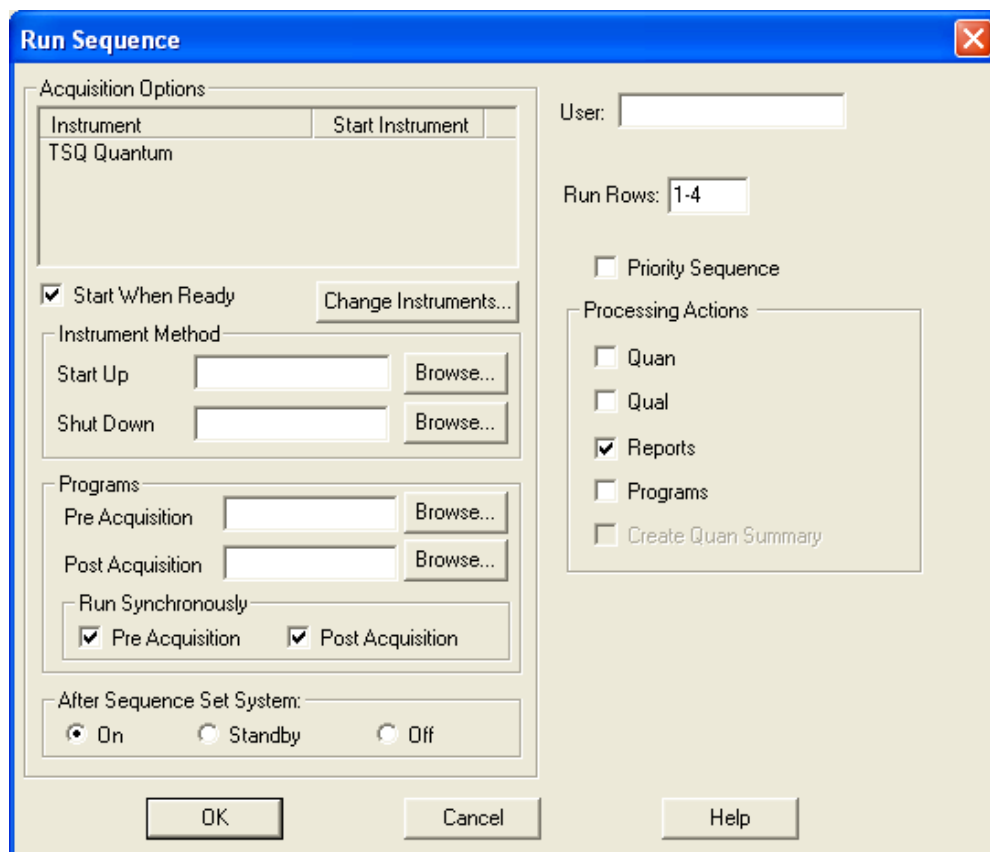 Run Sequence
Acquisition Options
Instrument Start Instrument
TSQ Quantum
Start When Ready
Change Instruments...
Instrument Method
Start Up Browse...
Shut Down Browse...
Programs
Pre Acquisition Browse...
Post Acquisition Browse...
Run Synchronously
Pre Acquisition Post Acquisition
After Sequence Set System:
On Standby Off
User:
Run Rows: 1-4
Priority Sequence
Processing Actions
Quan
Qual
Reports
Programs
Create Quan Summary
OK Cancel Help